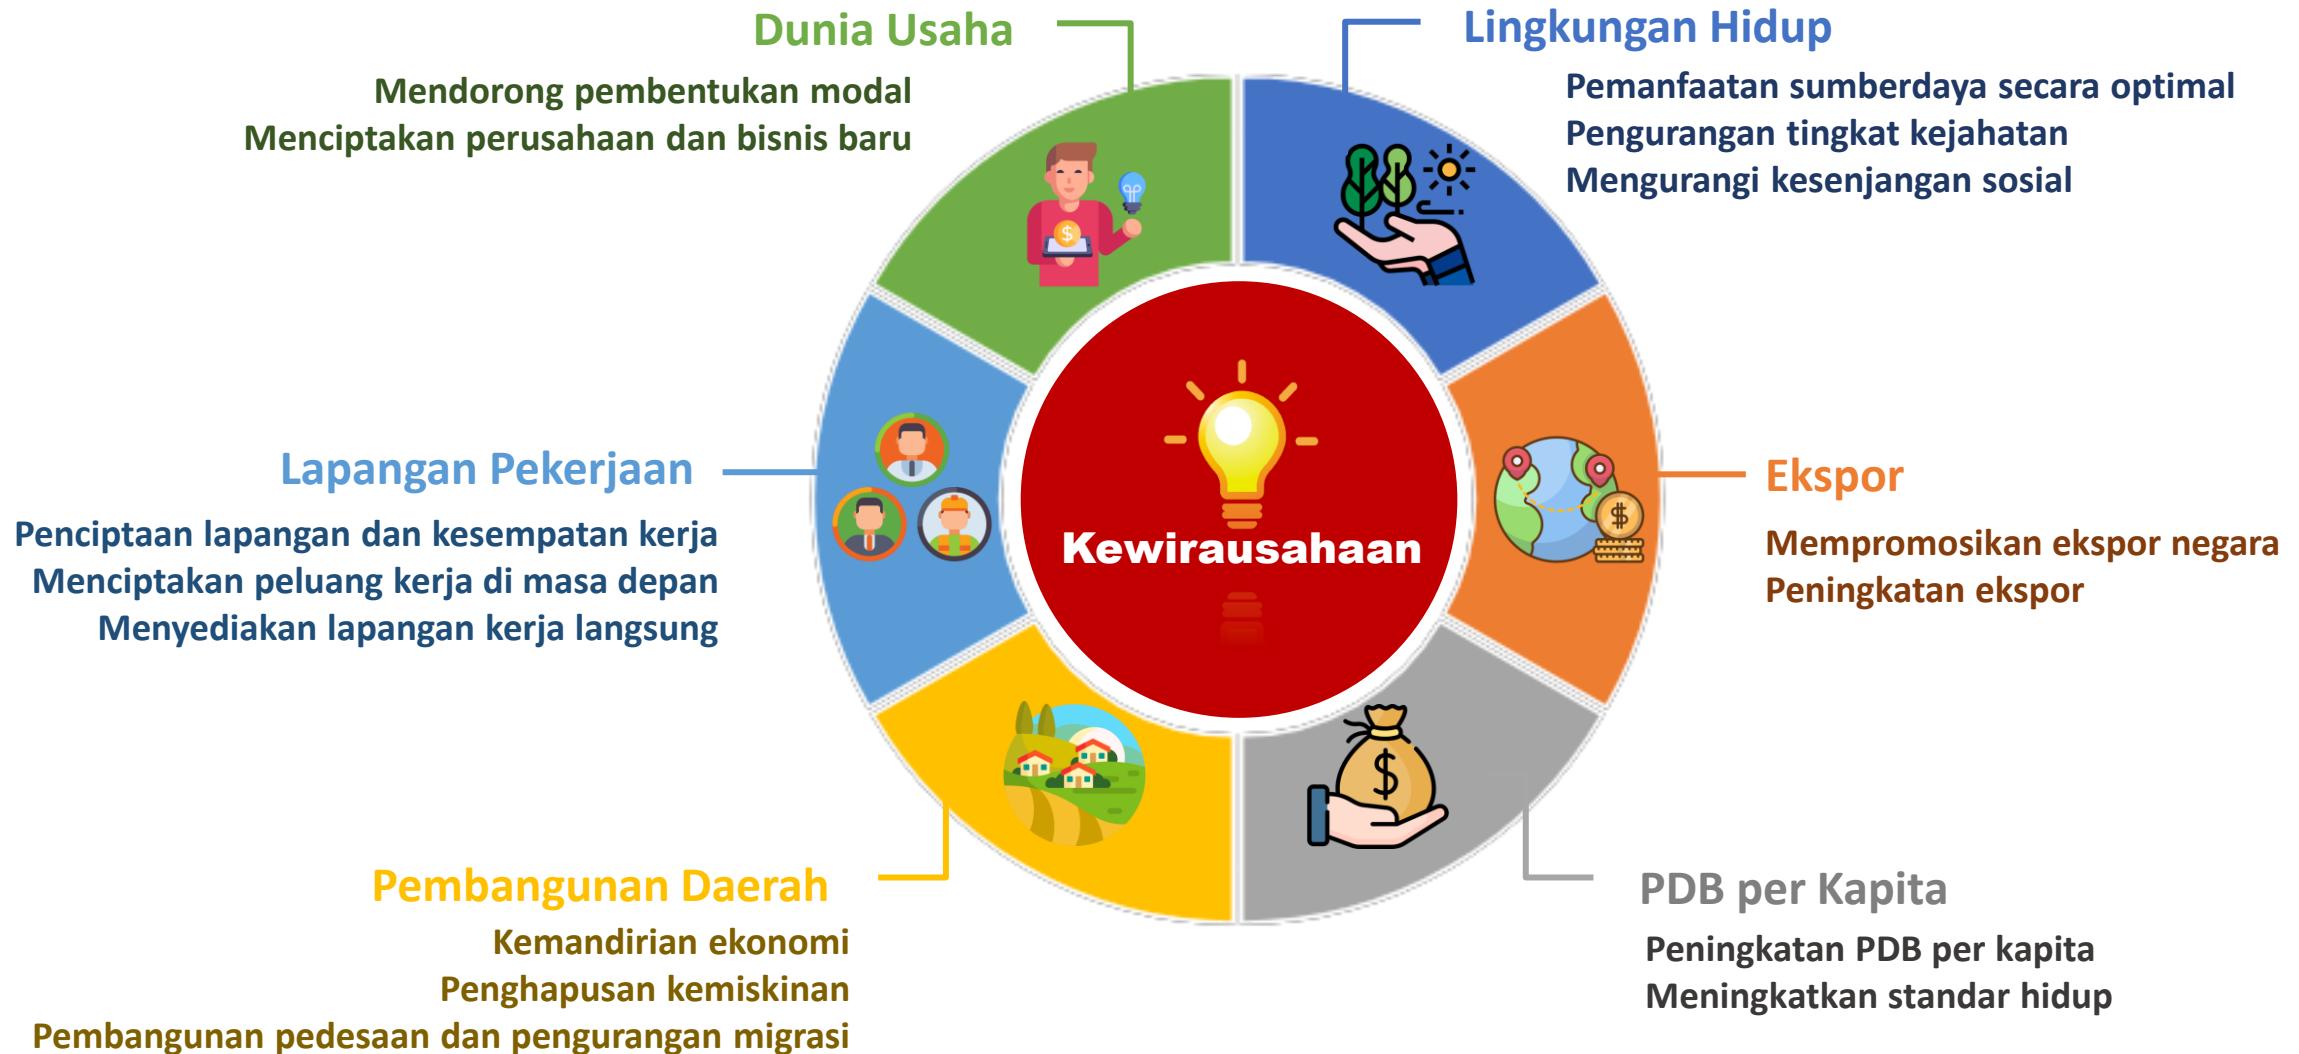 Dunia Usaha
Mendorong pembentukan modal
Menciptakan perusahaan dan bisnis baru
Lingkungan Hidup
Pemanfaatan sumberdaya secara optimal
Pengurangan tingkat kejahatan
Mengurangi kesenjangan sosial
Lapangan Pekerjaan
Penciptaan lapangan dan kesempatan kerja
Menciptakan peluang kerja di masa depan
Menyediakan lapangan kerja langsung
Kewirausahaan
Ekspor
Mempromosikan ekspor negara
Peningkatan ekspor
Pembangunan Daerah
Kemandirian ekonomi
Penghapusan kemiskinan
Pembangunan pedesaan dan pengurangan migrasi
PDB per Kapita
Peningkatan PDB per kapita
Meningkatkan standar hidup